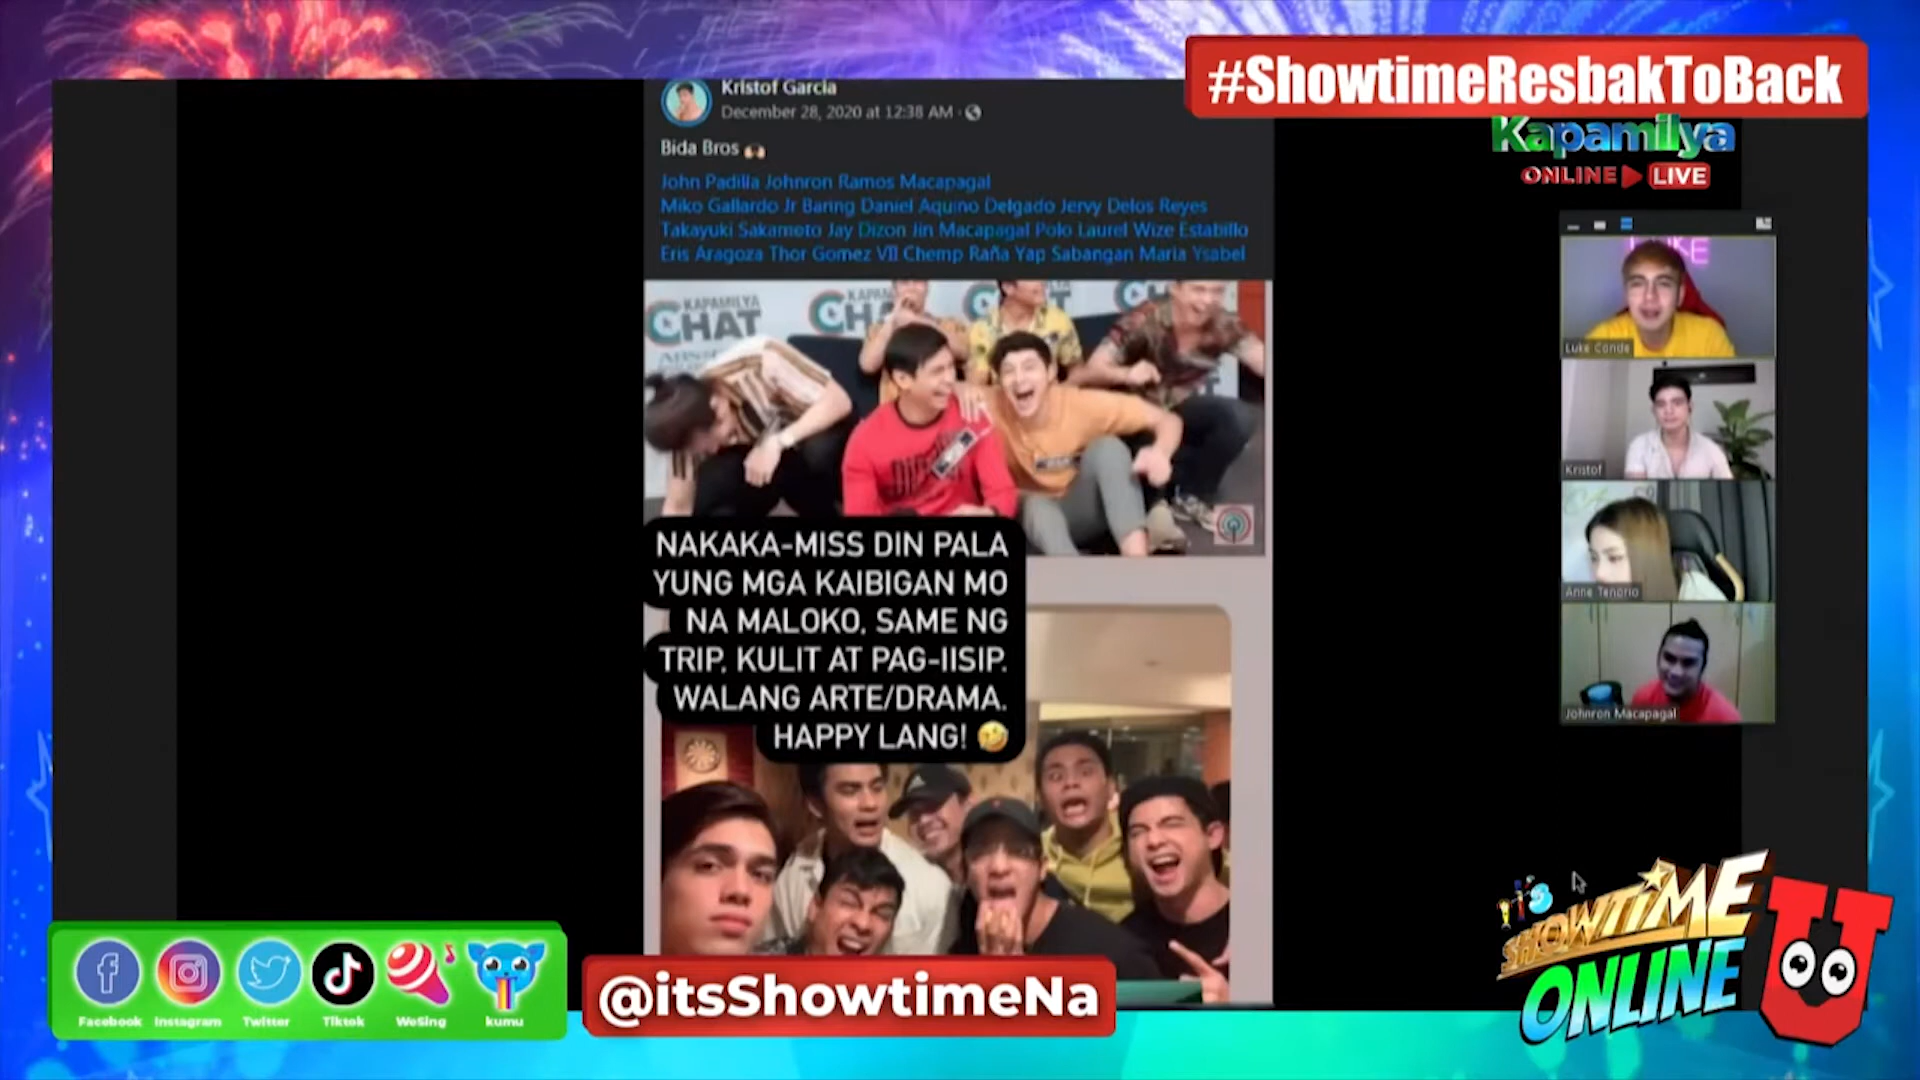 #ShowtimeResbakToBack
Kapamilya
ONLINE LIVE
Kristof Garcia
December 28, 2020 at 12:38 AM
Bida Bros
John Padilla Johnron Ramos Macapagal
Miko Gallardo Jr Baring Daniel Aquino Delgado Jervy Delos Reyes
Takayuki Sakamoto Jay Dizon Jin Macapagal Polo Laurel Wize Estabillo
Eris Aragoza Thor Gomez VII Chemp Raña Yap Sabangan Maria Ysabel
KAPAMILYA
CHAT
NAKAKA-MISS DIN PALA
YUNG MGA KAIBIGAN MO
NA MALOKO, SAME NG
TRIP, KULIT AT PAG-IISIP.
WALANG ARTE/DRAMA.
HAPPY LANG! 🤣
Luke Conde
Kristof
Anne Tenorio
Johnron Macapagal
it's
SHOWTIME
ONLINE U
Facebook Instagram Twitter Tiktok WeSing kumu
@itsShowtimeNa